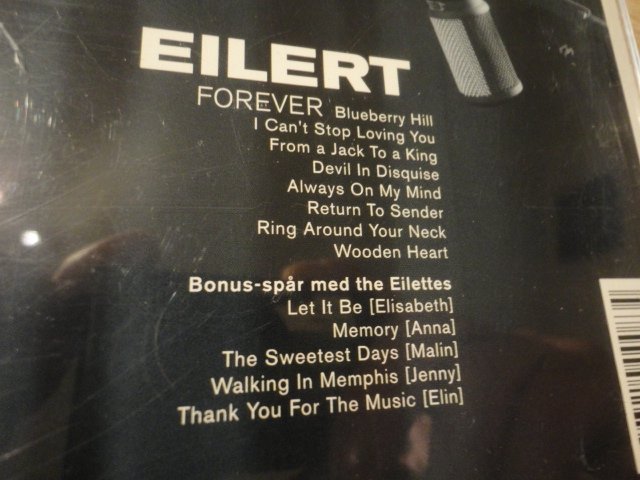 EILERT
FOREVER Blueberry Hill
I Can't Stop Loving You
From a Jack To a King
Devil In Disquise
Always On My Mind
Return To Sender
Ring Around Your Neck
Wooden Heart
Bonus-spår med the Eilettes
Let It Be [Elisabeth]
Memory [Anna]
The Sweetest Days [Malin]
Walking In Memphis [Jenny]
Thank You For The Music [Elin]